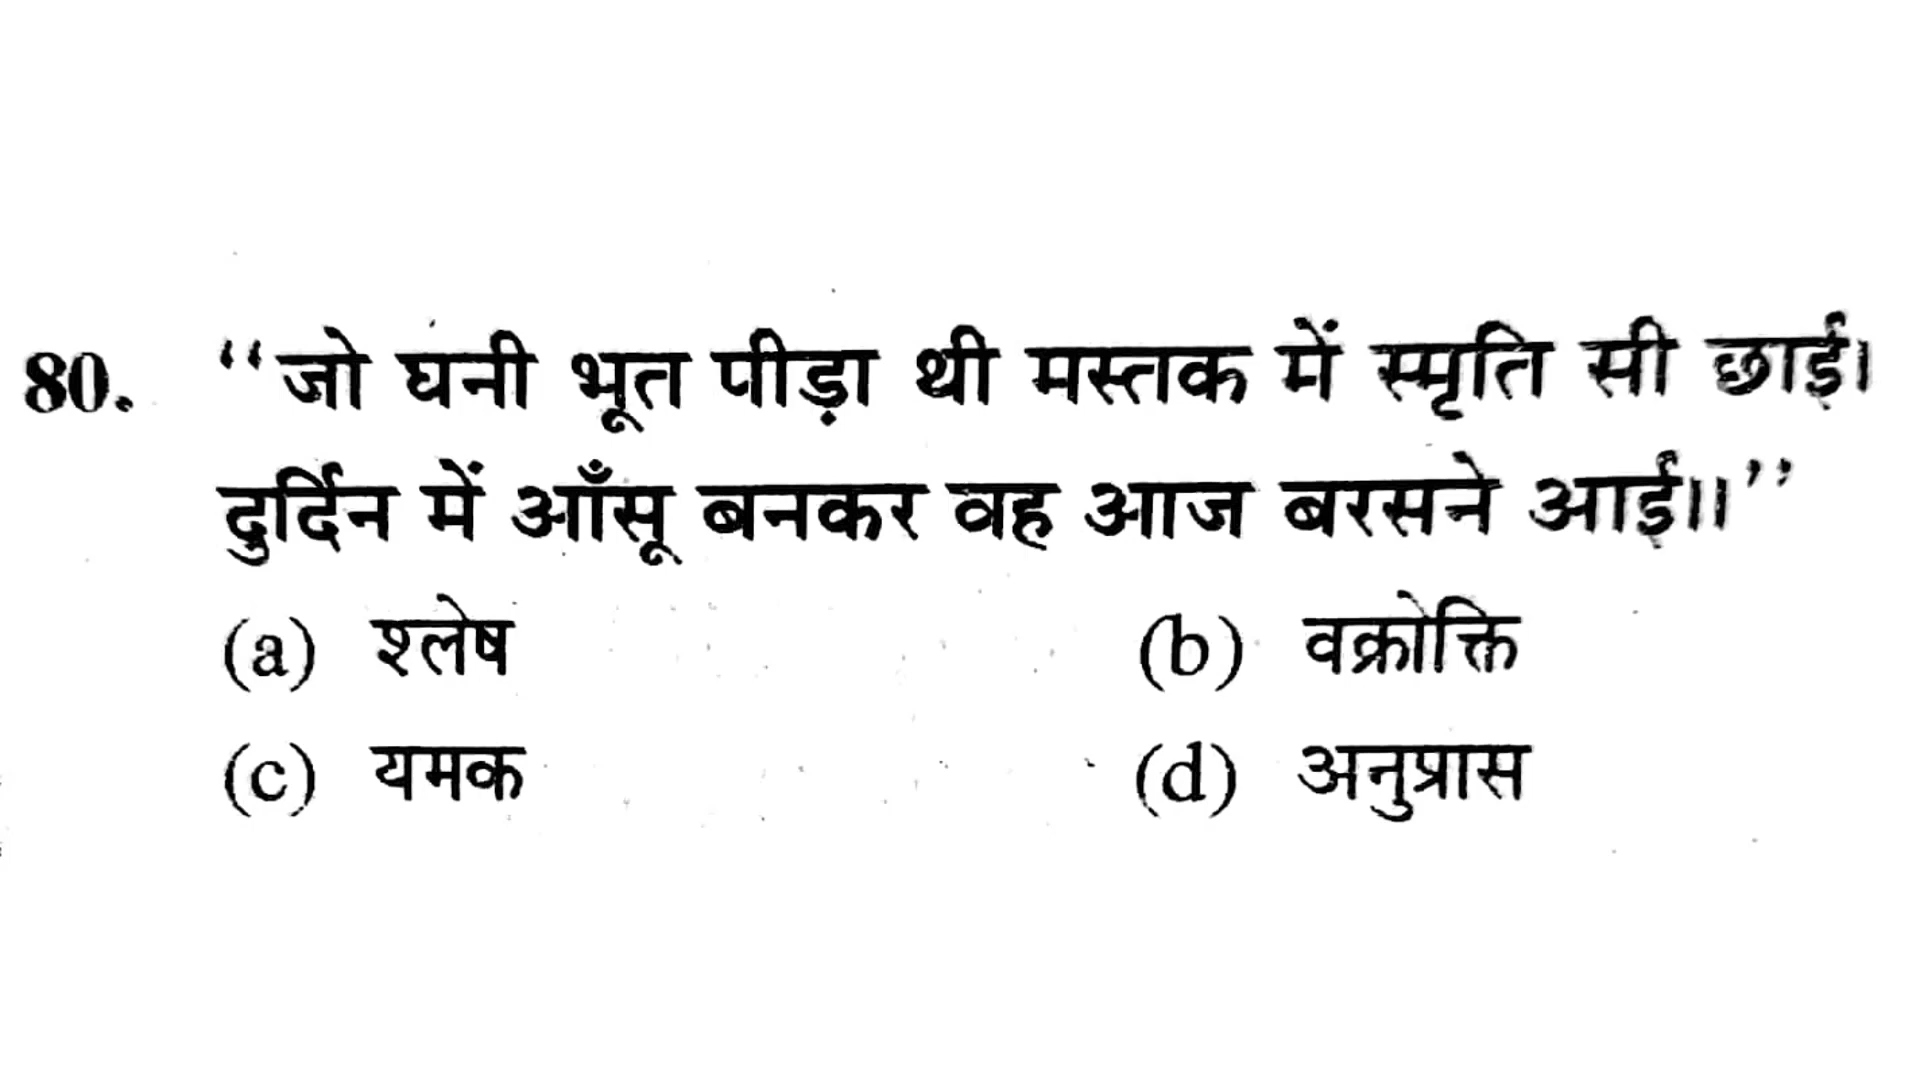 80. “जो घनी भूत पीड़ा थी मस्तक में स्मृति सी छाई।
दुर्दिन में आँसू बनकर वह आज बरसने आई॥”
(a) श्लेष (b) वक्रोक्ति
(c) यमक (d) अनुप्रास